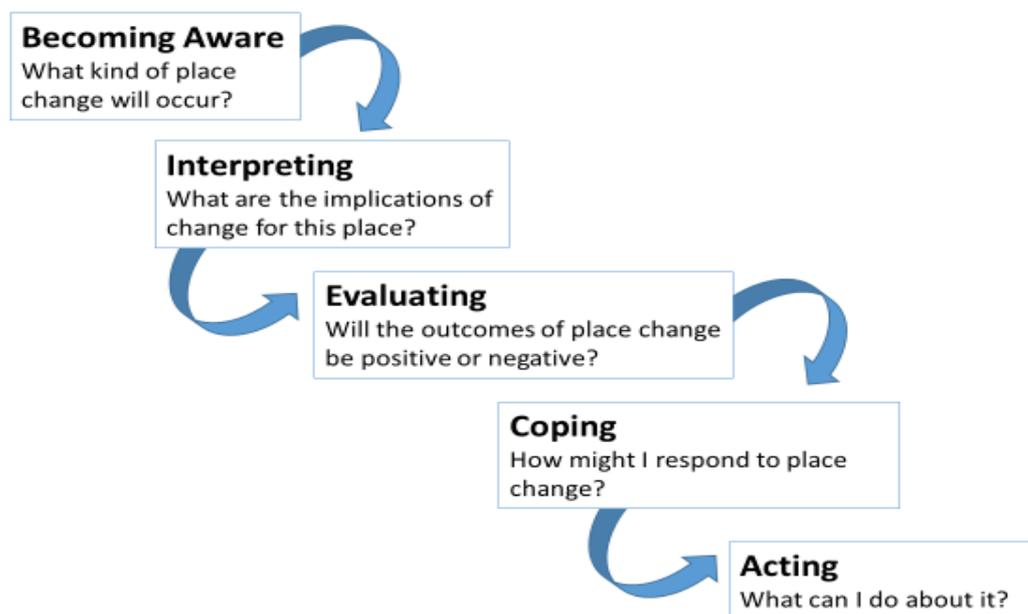 Becoming Aware
What kind of place
change will occur?
Interpreting
What are the implications of
change for this place?
Evaluating
Will the outcomes of place change
be positive or negative?
Coping
How might I respond to place
change?
Acting
What can I do about it?